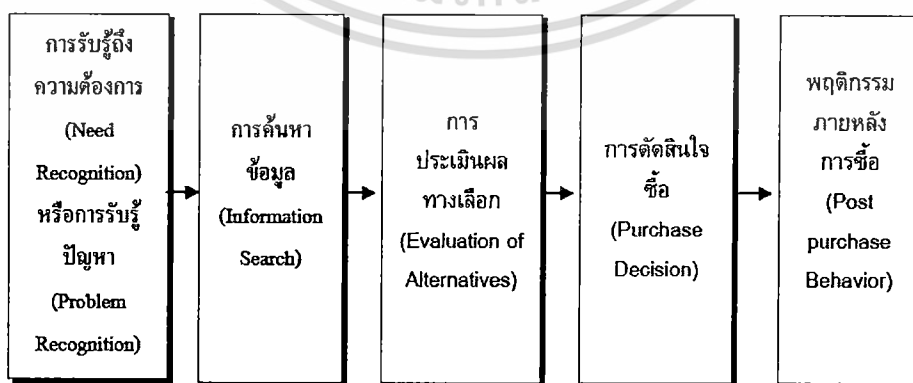 การรับรู้ถึง
ความต้องการ
(Need
Recognition)
หรือการรับรู้
ปัญหา
(Problem
Recognition)
การค้นหา
ข้อมูล
(Information
Search)
การ
ประเมินผล
ทางเลือก
(Evaluation of
Alternatives)
การตัดสินใจ
ซื้อ
(Purchase
Decision)
พฤติกรรม
ภายหลัง
การซื้อ
(Post
purchase
Behavior)